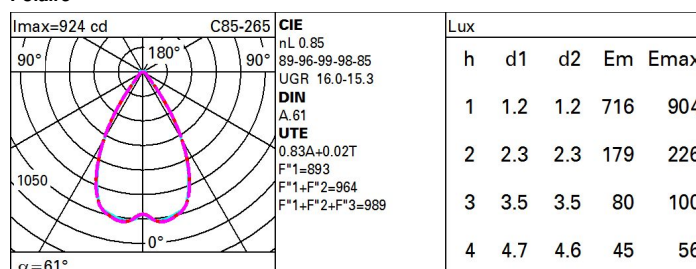 Imax=924 cd C85-265
90° 180° 90°
1050
0°
α=61°
CIE
nL 0.85
89-96-99-98-85
UGR 16.0-15.3
DIN
A.61
UTE
0.83A+0.02T
F"1=893
F"1+F"2=964
F"1+F"2+F"3=989
Lux
h d1 d2 Em Emax
1 1.2 1.2 716 904
2 2.3 2.3 179 226
3 3.5 3.5 80 100
4 4.7 4.6 45 56